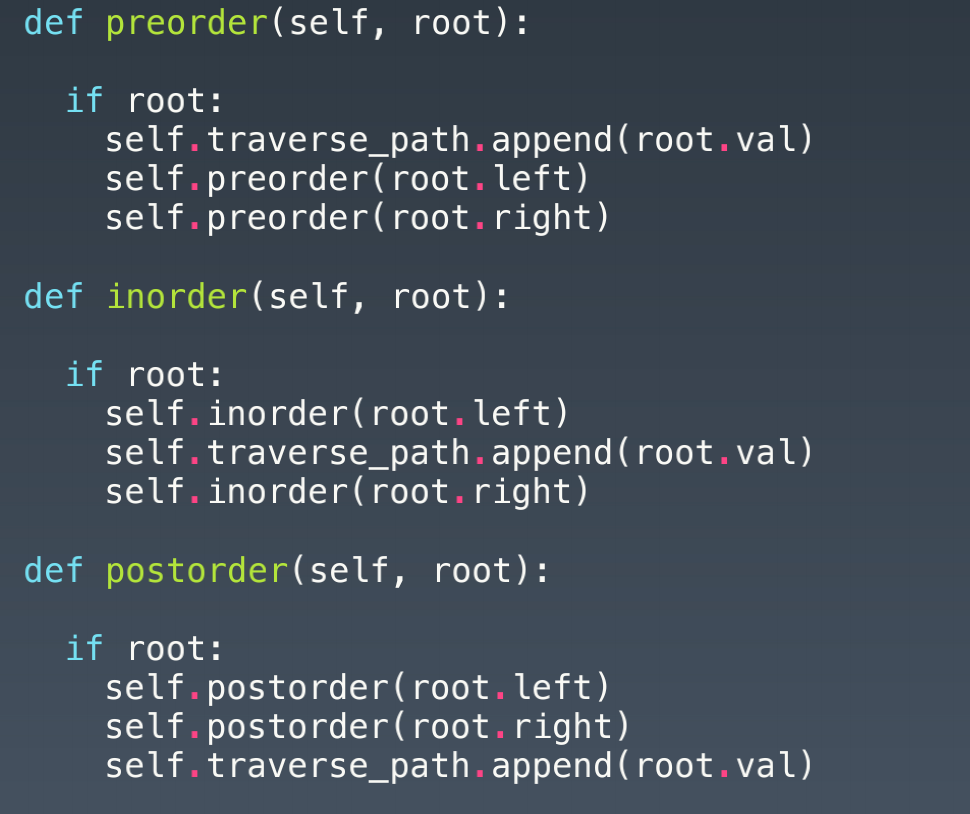 def preorder(self, root):
  if root:
    self.traverse_path.append(root.val)
    self.preorder(root.left)
    self.preorder(root.right)
def inorder(self, root):
  if root:
    self.inorder(root.left)
    self.traverse_path.append(root.val)
    self.inorder(root.right)
def postorder(self, root):
  if root:
    self.postorder(root.left)
    self.postorder(root.right)
    self.traverse_path.append(root.val)